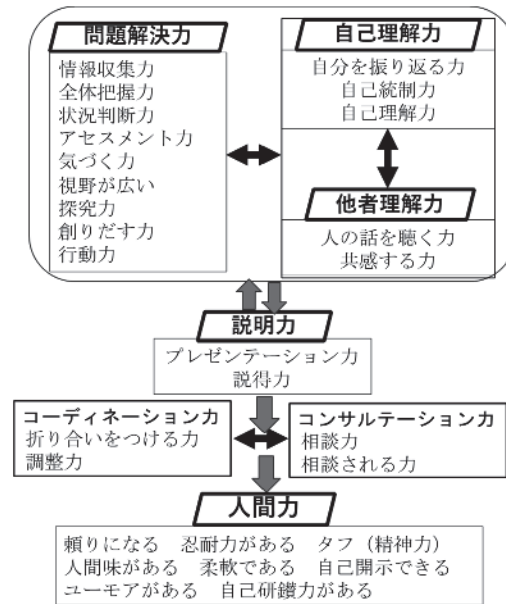 問題解決力
情報収集力
全体把握力
状況判断力
アセスメント力
気づく力
視野が広い
探究力
創りだす力
行動力
自己理解力
自分を振り返る力
自己統制力
自己理解力
他者理解力
人の話を聴く力
共感する力
説明力
プレゼンテーション力
説得力
コーディネーション力
折り合いをつける力
調整力
コンサルテーション力
相談力
相談される力
人間力
頼りになる 忍耐力がある タフ（精神力）
人間味がある 柔軟である 自己開示できる
ユーモアがある 自己研鑽力がある